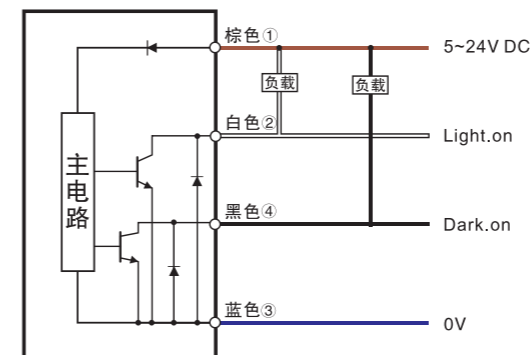 棕色① 5~24V DC
负载 负载
白色② Light.on
主电路
黑色④ Dark.on
蓝色③ 0V